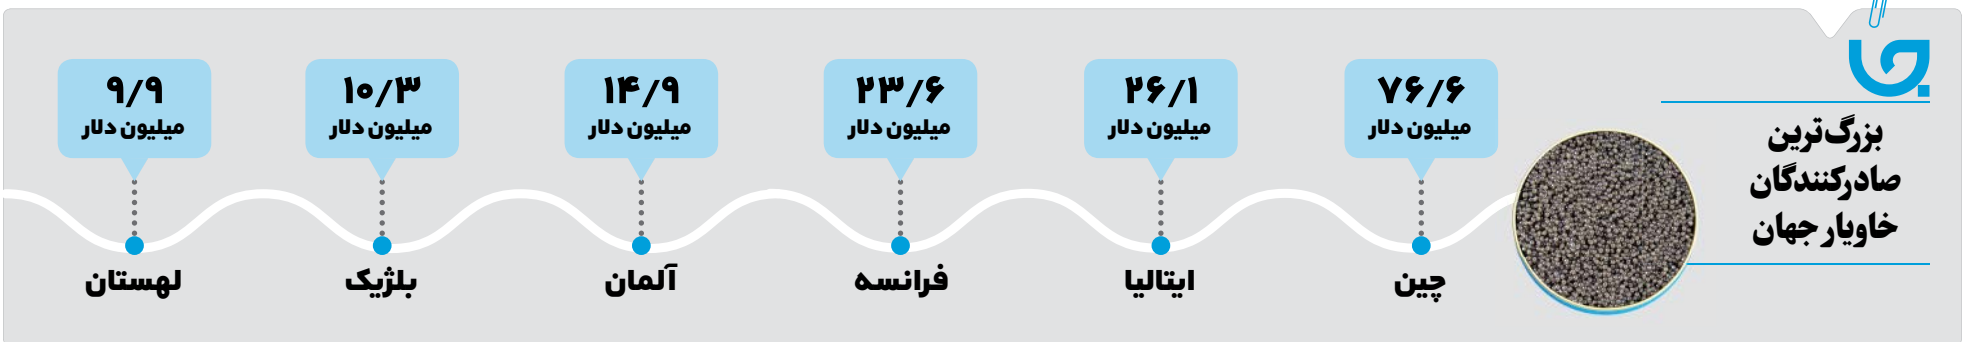 بزرگ‌ترین
صادرکنندگان
خاویار جهان
۷۶/۶
میلیون دلار
چین
۲۶/۱
میلیون دلار
ایتالیا
۲۳/۶
میلیون دلار
فرانسه
۱۴/۹
میلیون دلار
آلمان
۱۰/۳
میلیون دلار
بلژیک
۹/۹
میلیون دلار
لهستان